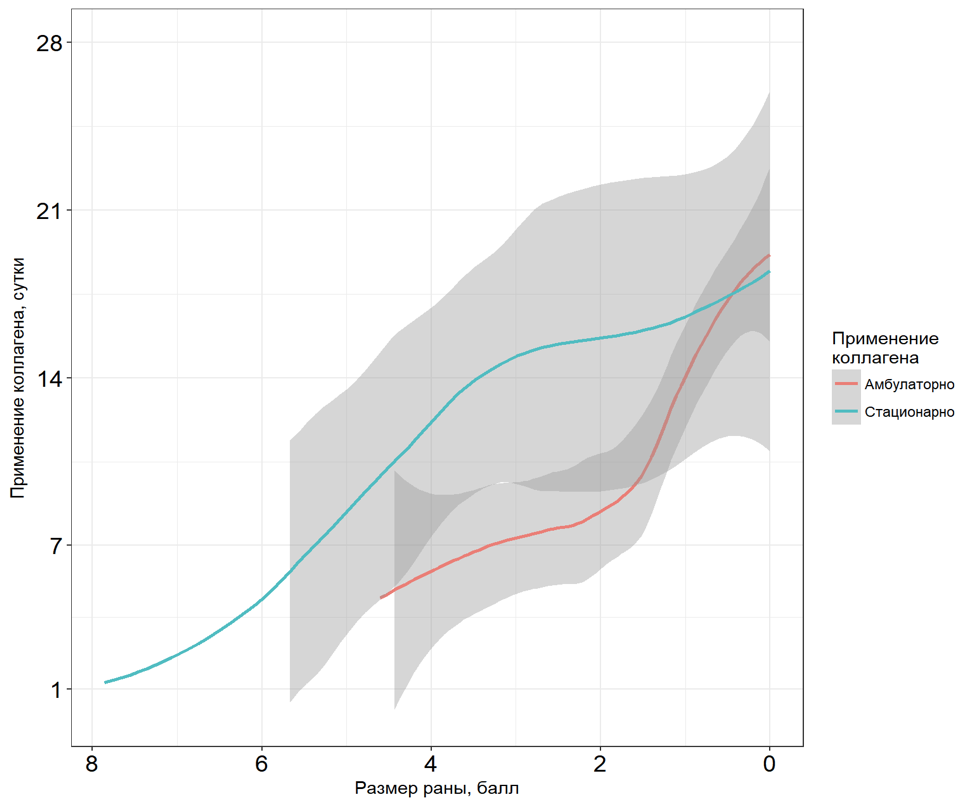 28
21
14
7
1
Применение коллагена, сутки
8 6 4 2 0
Размер раны, балл
Применение
коллагена
Амбулаторно
Стационарно